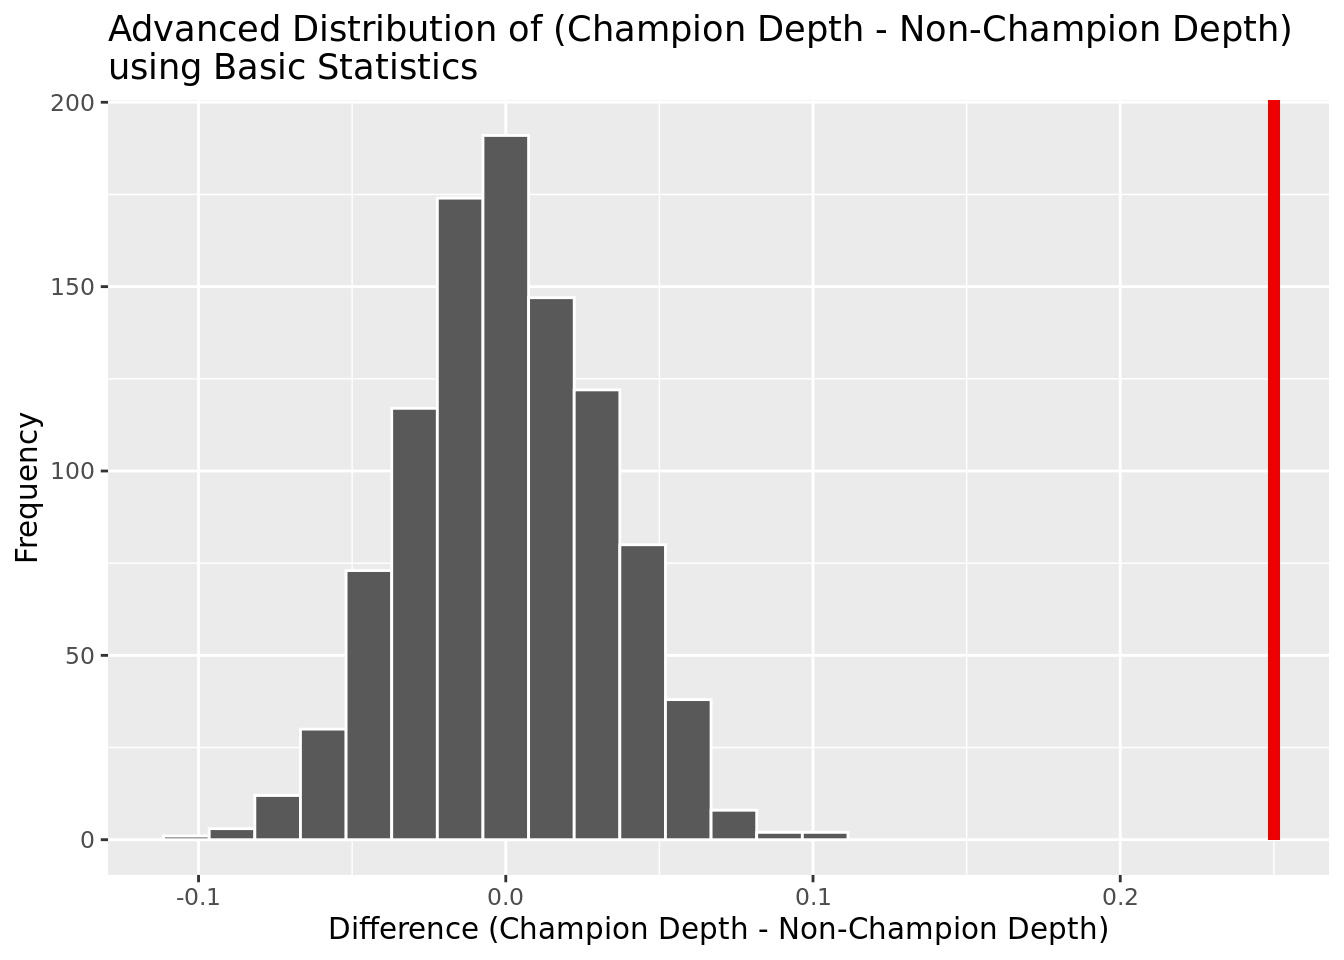 Advanced Distribution of (Champion Depth - Non-Champion Depth)
using Basic Statistics
200
150
100
50
0
Frequency
-0.1 0.0 0.1 0.2
Difference (Champion Depth - Non-Champion Depth)